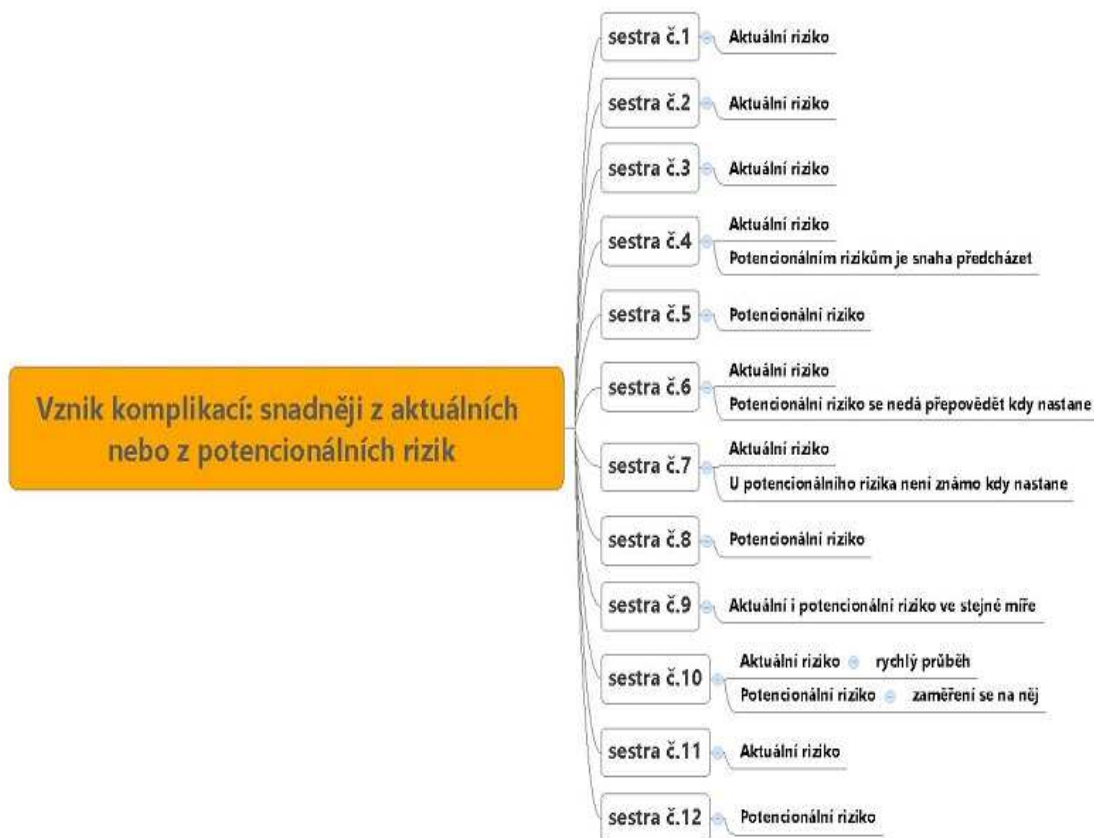 Vznik komplikací: snadněji z aktuálních
nebo z potencionálních rizik
sestra č.1
Aktuální riziko
sestra č.2
Aktuální riziko
sestra č.3
Aktuální riziko
sestra č.4
Aktuální riziko
Potencionálním rizikům je snaha předcházet
sestra č.5
Potencionální riziko
sestra č.6
Aktuální riziko
Potencionální riziko se nedá přepovědět kdy nastane
sestra č.7
Aktuální riziko
U potencionálního rizika není známo kdy nastane
sestra č.8
Potencionální riziko
sestra č.9
Aktuální i potencionální riziko ve stejné míře
sestra č.10
Aktuální riziko rychlý průběh
Potencionální riziko zaměření se na něj
sestra č.11
Aktuální riziko
sestra č.12
Potencionální riziko